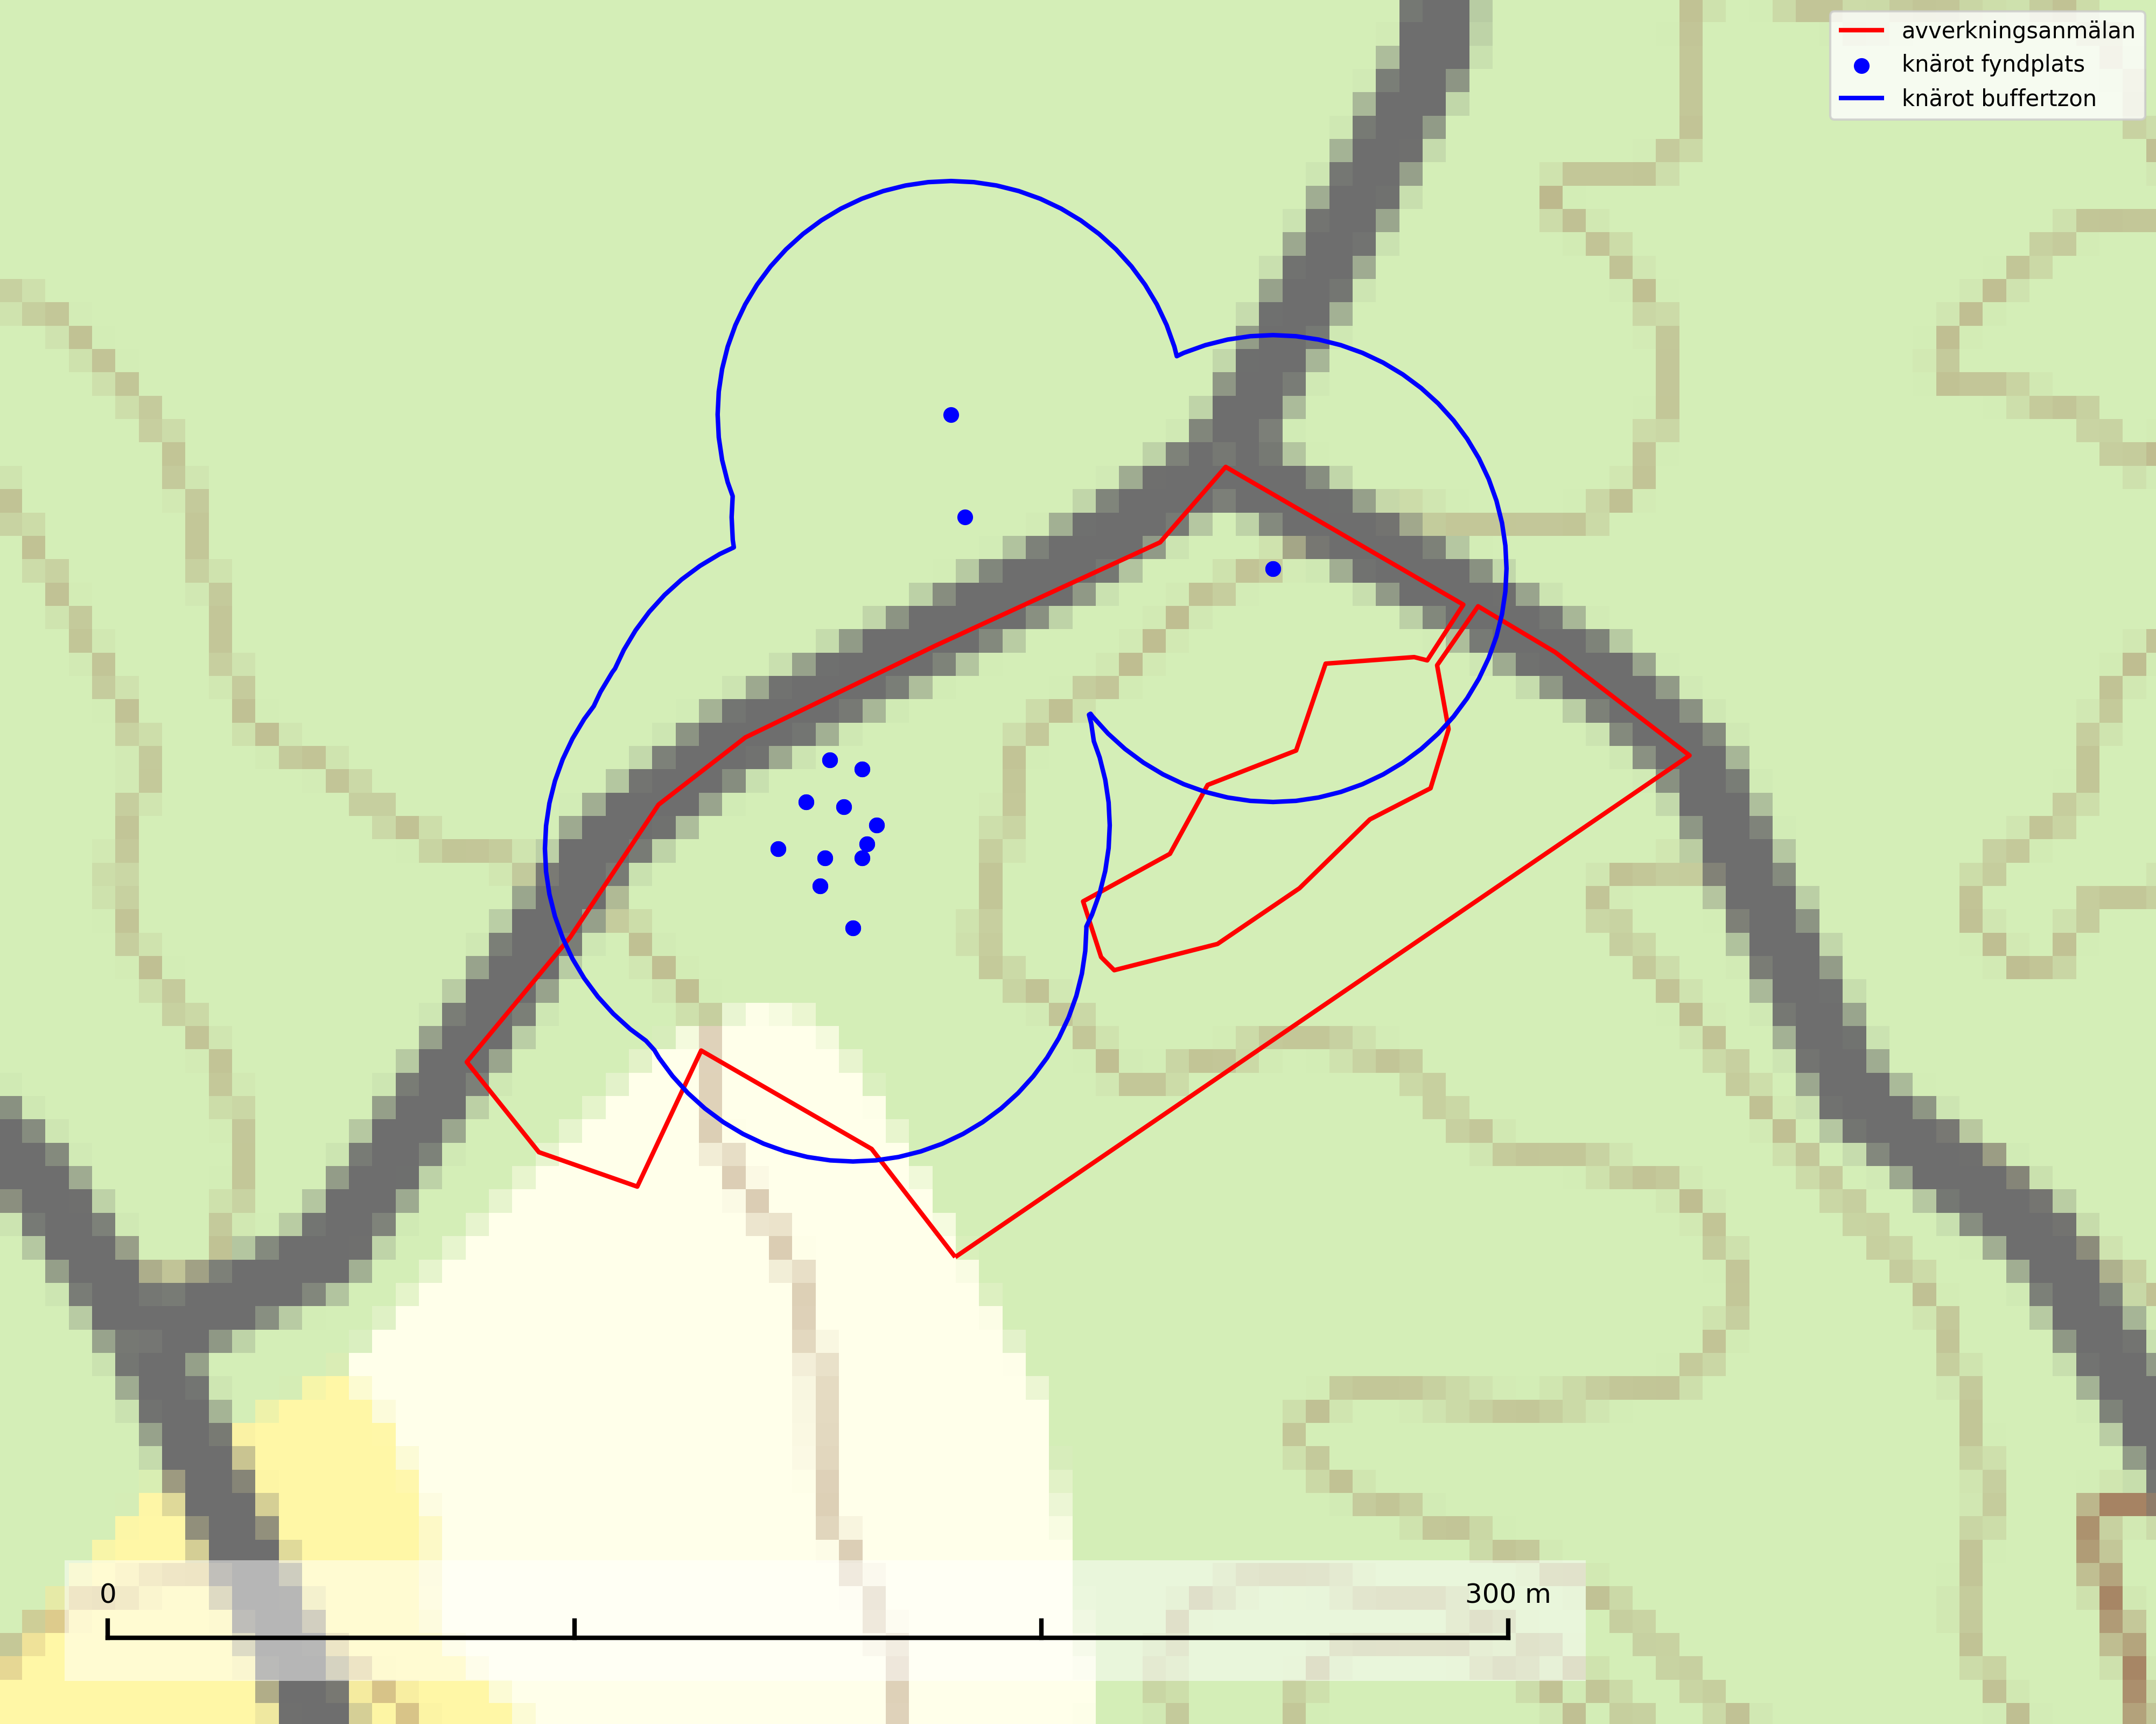 avverkningsanmälan
knärot fyndplats
knärot buffertzon
0
300 m